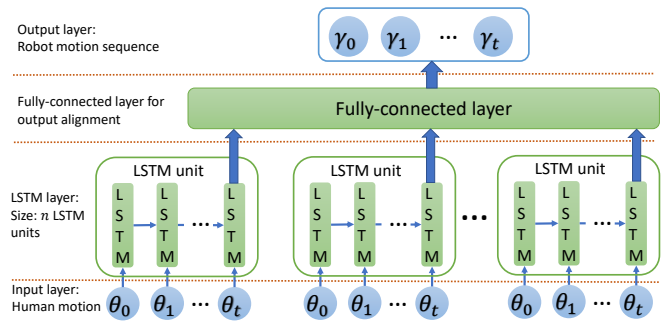 Output layer:
Robot motion sequence
γ0 γ1 ... γt
Fully-connected layer for
output alignment
Fully-connected layer
LSTM unit LSTM unit LSTM unit
LSTM layer:
Size: n LSTM
units
L L L L L L L L L
S S ... S S S ... S ... S S ... S
T T T T T T T T T
M M M M M M M M M
Input layer:
Human motion
θ0 θ1 ... θt θ0 θ1 ... θt θ0 θ1 ... θt